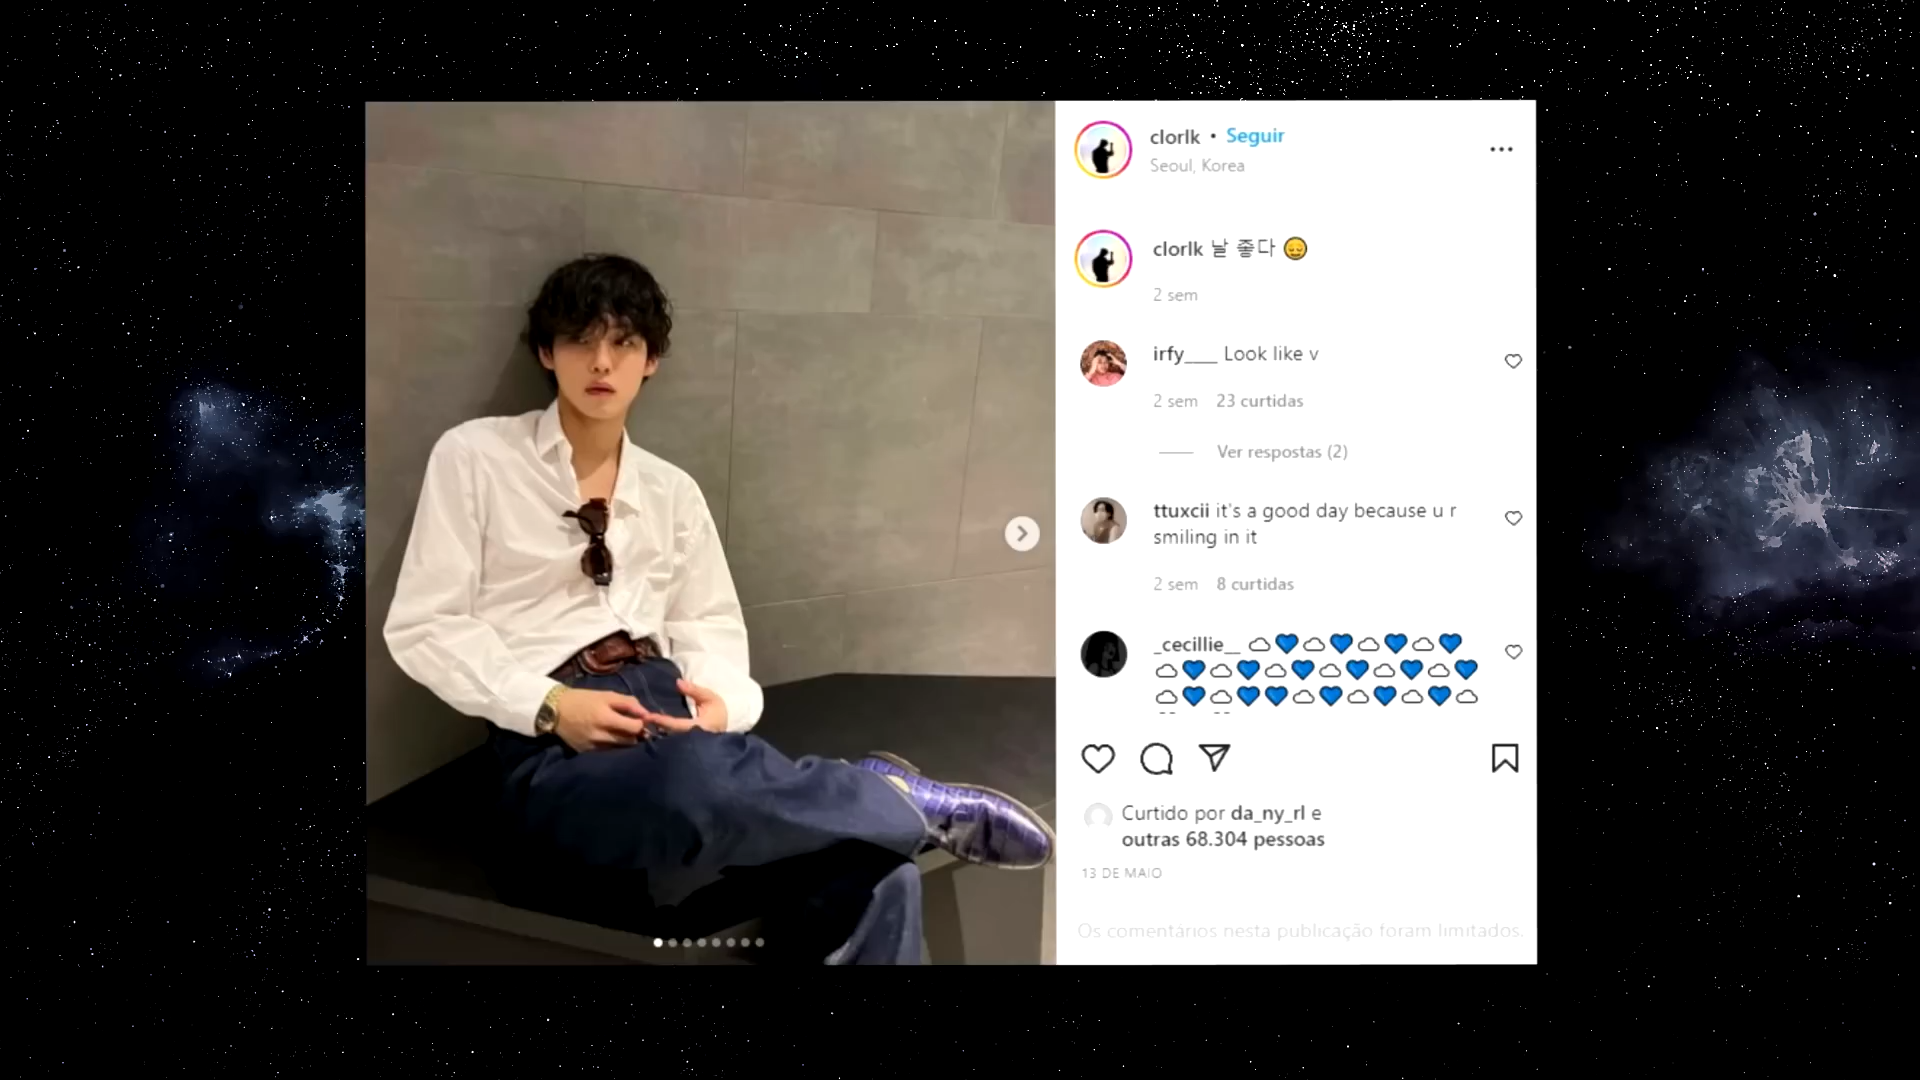 clorlk • Seguir
Seoul, Korea
clorlk 날 좋다 😌
2 sem
irfy____ Look like v
2 sem 23 curtidas
Ver respostas (2)
ttuxcii it's a good day because u r
smiling in it
2 sem 8 curtidas
_cecillie__ ☁💙☁💙☁💙☁💙
☁💙☁💙☁💙☁💙☁💙☁💙
☁💙☁💙💙☁💙☁💙☁💙☁
Curtido por da_ny_rl e
outras 68.304 pessoas
13 DE MAIO
Os comentários nesta publicação foram limitados.